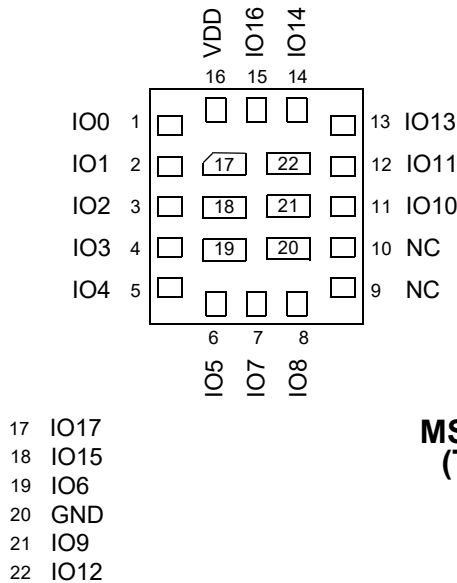 VDD IO16 IO14
16 15 14
IO0 1 13 IO13
IO1 2 17 22 12 IO11
IO2 3 18 21 11 IO10
IO3 4 19 20 10 NC
IO4 5 9 NC
6 7 8
IO5 IO7 IO8
17 IO17
18 IO15
19 IO6
20 GND
21 IO9
22 IO12